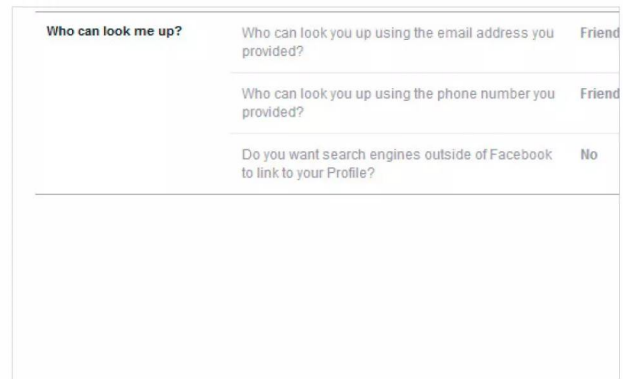 Who can look me up?
Who can look you up using the email address you
provided?
Friend
Who can look you up using the phone number you
provided?
Friend
Do you want search engines outside of Facebook
to link to your Profile?
No